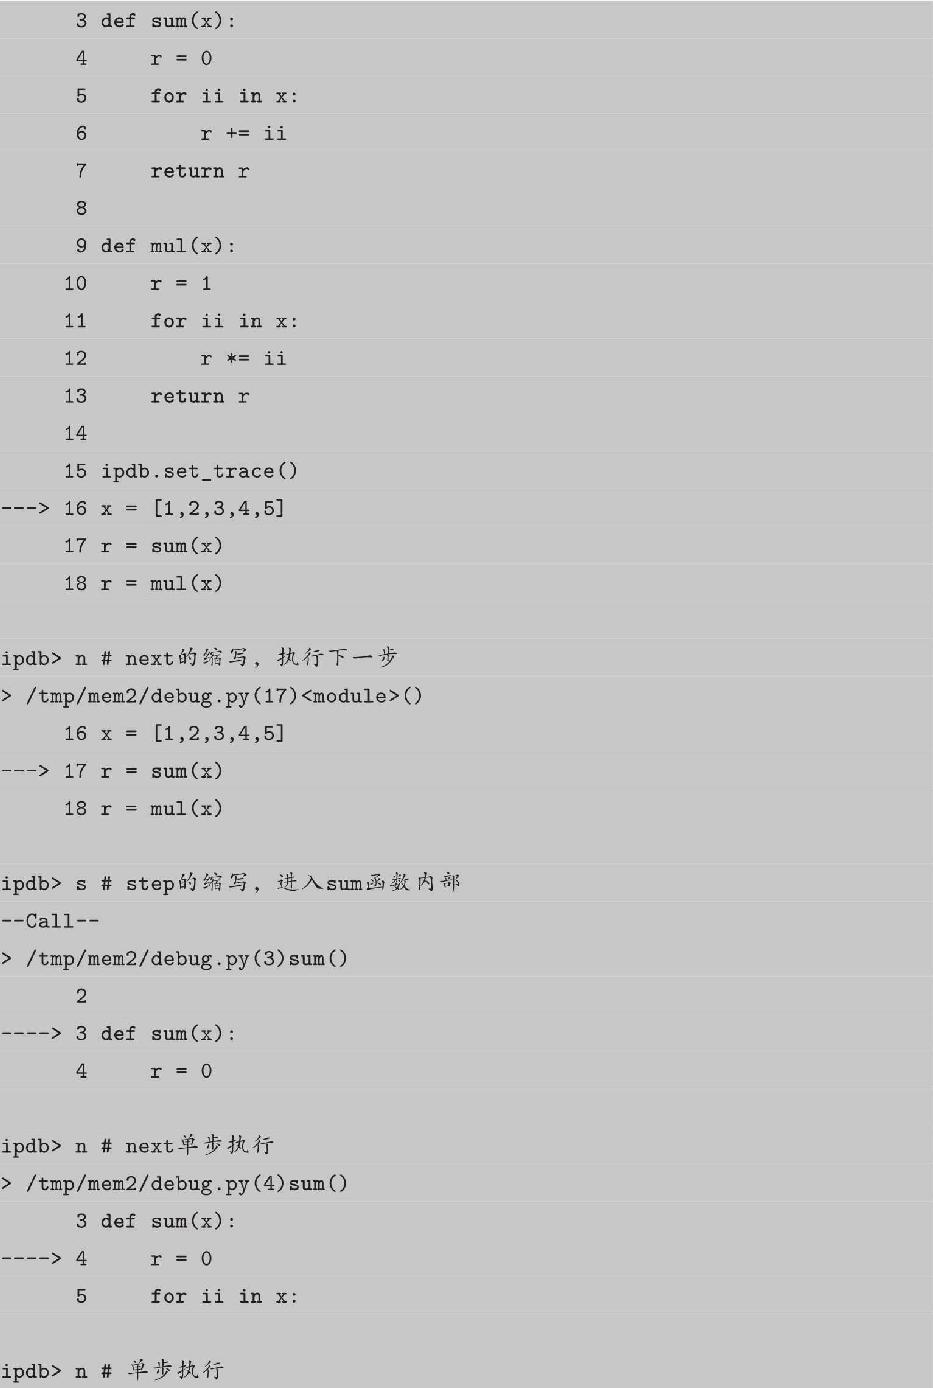 3 def sum(x):
4     r = 0
5     for ii in x:
6         r += ii
7     return r
8
9 def mul(x):
10     r = 1
11     for ii in x:
12         r *= ii
13     return r
14
15 ipdb.set_trace()
---> 16 x = [1,2,3,4,5]
17 r = sum(x)
18 r = mul(x)
ipdb> n # next的缩写，执行下一步
> /tmp/mem2/debug.py(17)<module>()
16 x = [1,2,3,4,5]
---> 17 r = sum(x)
18 r = mul(x)
ipdb> s # step的缩写，进入sum函数内部
--Call--
> /tmp/mem2/debug.py(3)sum()
2
----> 3 def sum(x):
4     r = 0
ipdb> n # next单步执行
> /tmp/mem2/debug.py(4)sum()
3 def sum(x):
----> 4     r = 0
5     for ii in x:
ipdb> n # 单步执行